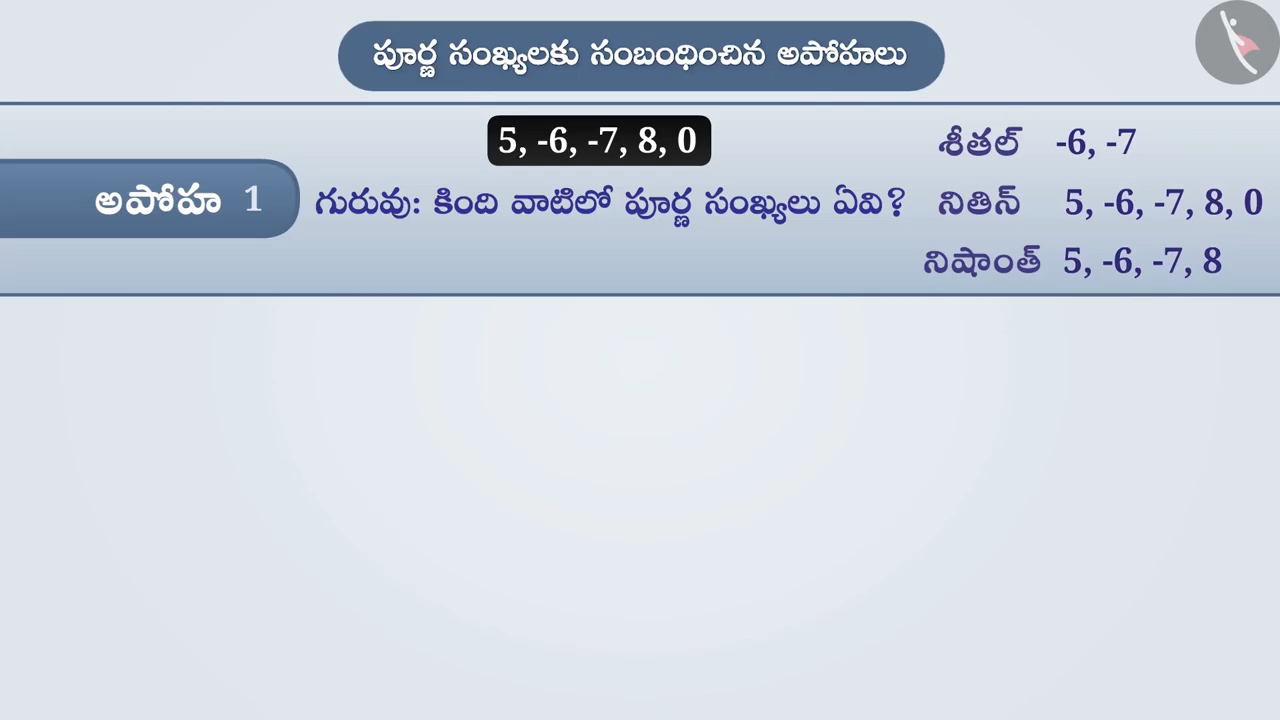 పూర్ణ సంఖ్యలకు సంబంధించిన అపోహలు
5, -6, -7, 8, 0
శీతల్ -6, -7
అపోహ 1
గురువు: కింది వాటిలో పూర్ణ సంఖ్యలు ఏవి?
నితిన్ 5, -6, -7, 8, 0
నిషాంత్ 5, -6, -7, 8